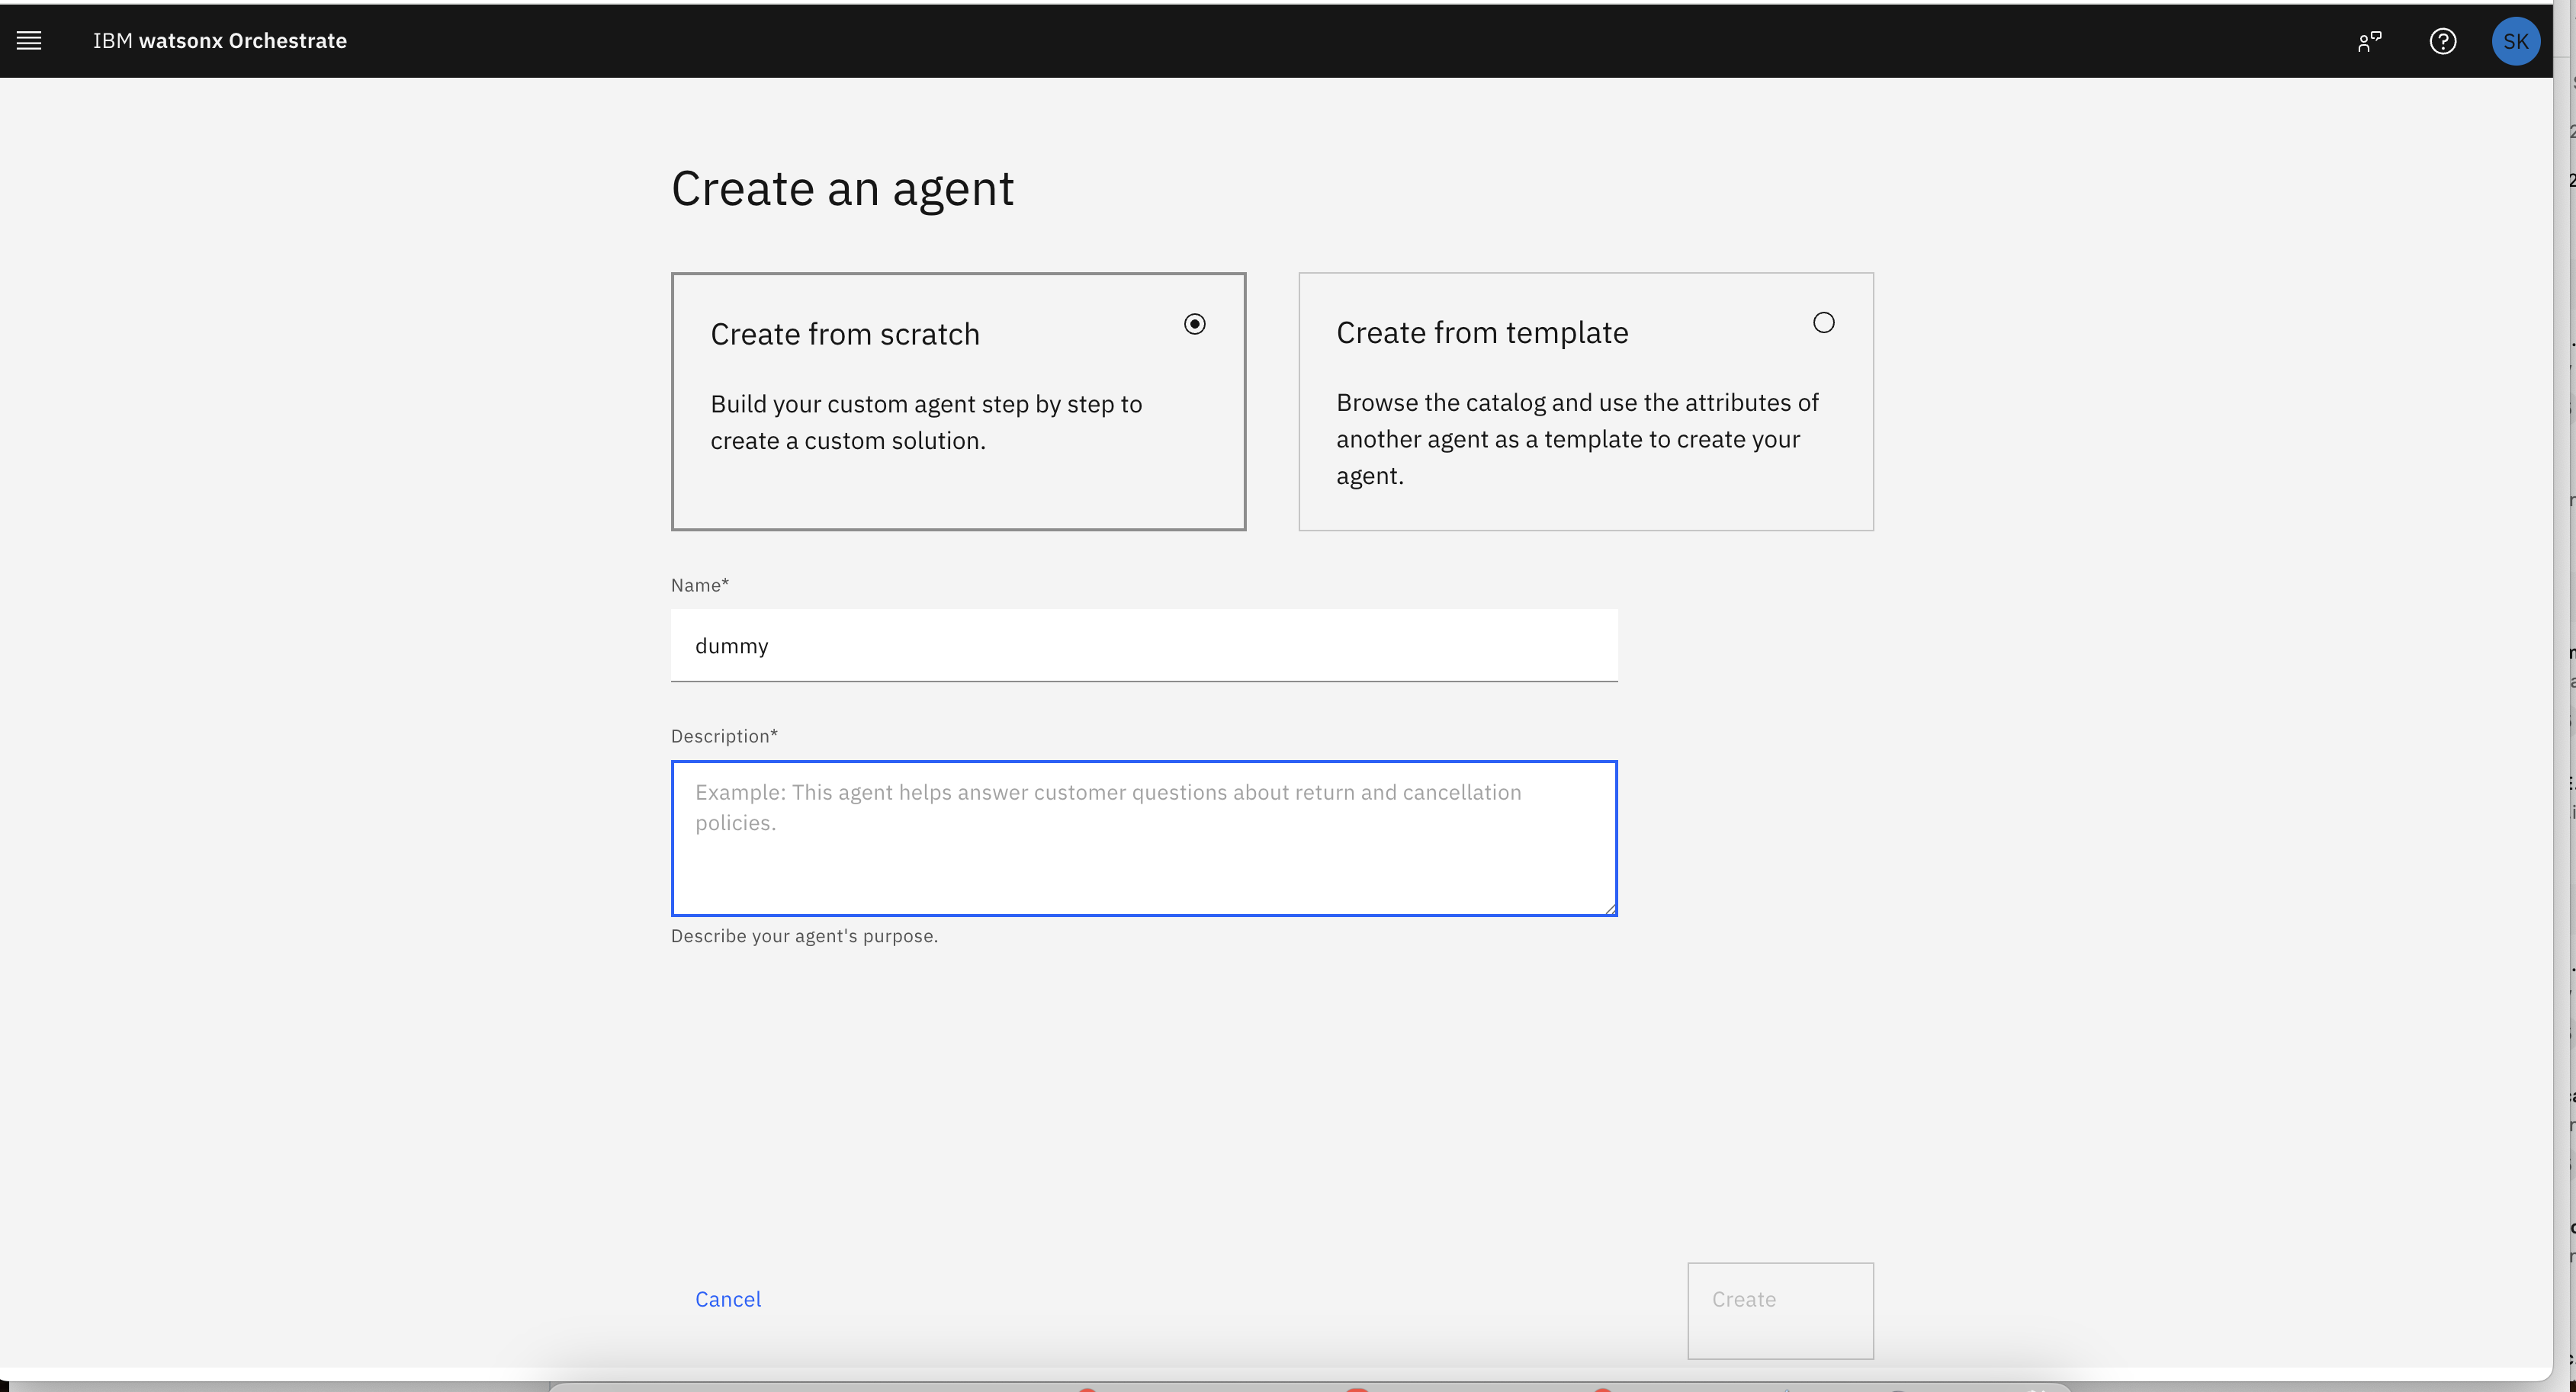 IBM watsonx Orchestrate
SK
Create an agent
Create from scratch
Build your custom agent step by step to
create a custom solution.
Create from template
Browse the catalog and use the attributes of
another agent as a template to create your
agent.
Name*
dummy
Description*
Example: This agent helps answer customer questions about return and cancellation
policies.
Describe your agent's purpose.
Cancel
Create